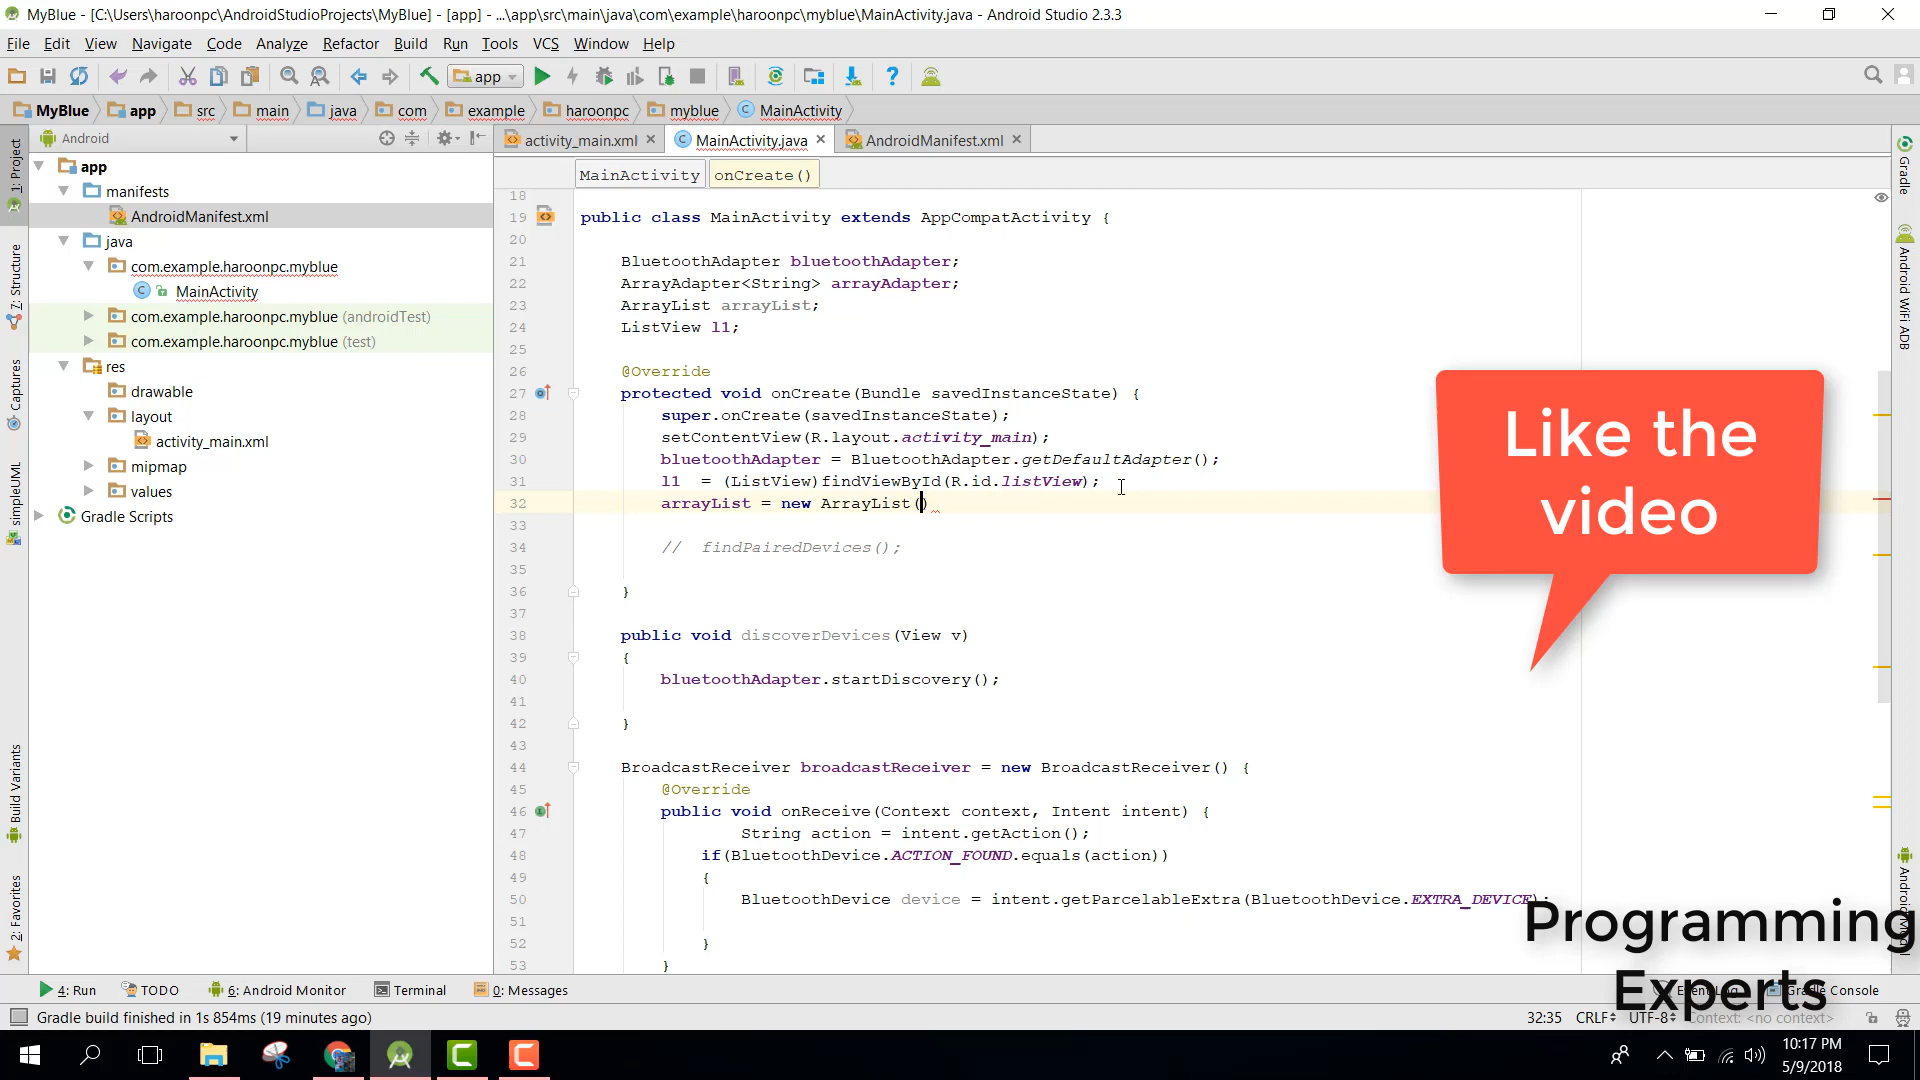 MyBlue - [C:\Users\haroonpc\AndroidStudioProjects\MyBlue] - [app] - ...\app\src\main\java\com\example\haroonpc\myblue\MainActivity.java - Android Studio 2.3.3
File Edit View Navigate Code Analyze Refactor Build Run Tools VCS Window Help
app
MyBlue app src main java com example haroonpc myblue MainActivity
Android
activity_main.xml MainActivity.java AndroidManifest.xml
MainActivity onCreate()
1: Project
7: Structure
Captures
simpleUML
Build Variants
2: Favorites
app
manifests
AndroidManifest.xml
java
com.example.haroonpc.myblue
MainActivity
com.example.haroonpc.myblue (androidTest)
com.example.haroonpc.myblue (test)
res
drawable
layout
activity_main.xml
mipmap
values
Gradle Scripts
18
19 public class MainActivity extends AppCompatActivity {
20
21 BluetoothAdapter bluetoothAdapter;
22 ArrayAdapter<String> arrayAdapter;
23 ArrayList arrayList;
24 ListView l1;
25
26 @Override
27 protected void onCreate(Bundle savedInstanceState) {
28 super.onCreate(savedInstanceState);
29 setContentView(R.layout.activity_main);
30 bluetoothAdapter = BluetoothAdapter.getDefaultAdapter();
31 l1 = (ListView)findViewById(R.id.listView);
32 arrayList = new ArrayList()
33
34 // findPairedDevices();
35
36 }
37
38 public void discoverDevices(View v)
39 {
40 bluetoothAdapter.startDiscovery();
41
42 }
43
44 BroadcastReceiver broadcastReceiver = new BroadcastReceiver() {
45 @Override
46 public void onReceive(Context context, Intent intent) {
47 String action = intent.getAction();
48 if(BluetoothDevice.ACTION_FOUND.equals(action))
49 {
50 BluetoothDevice device = intent.getParcelableExtra(BluetoothDevice.EXTRA_DEVICE);
51
52 }
53 }
Like the
video
Programming
Experts
Gradle
Android WiFi ADB
4: Run TODO 6: Android Monitor Terminal 0: Messages Gradle Console
Gradle build finished in 1s 854ms (19 minutes ago)
32:35 CRLF UTF-8 Context: <no context>
10:17 PM
5/9/2018